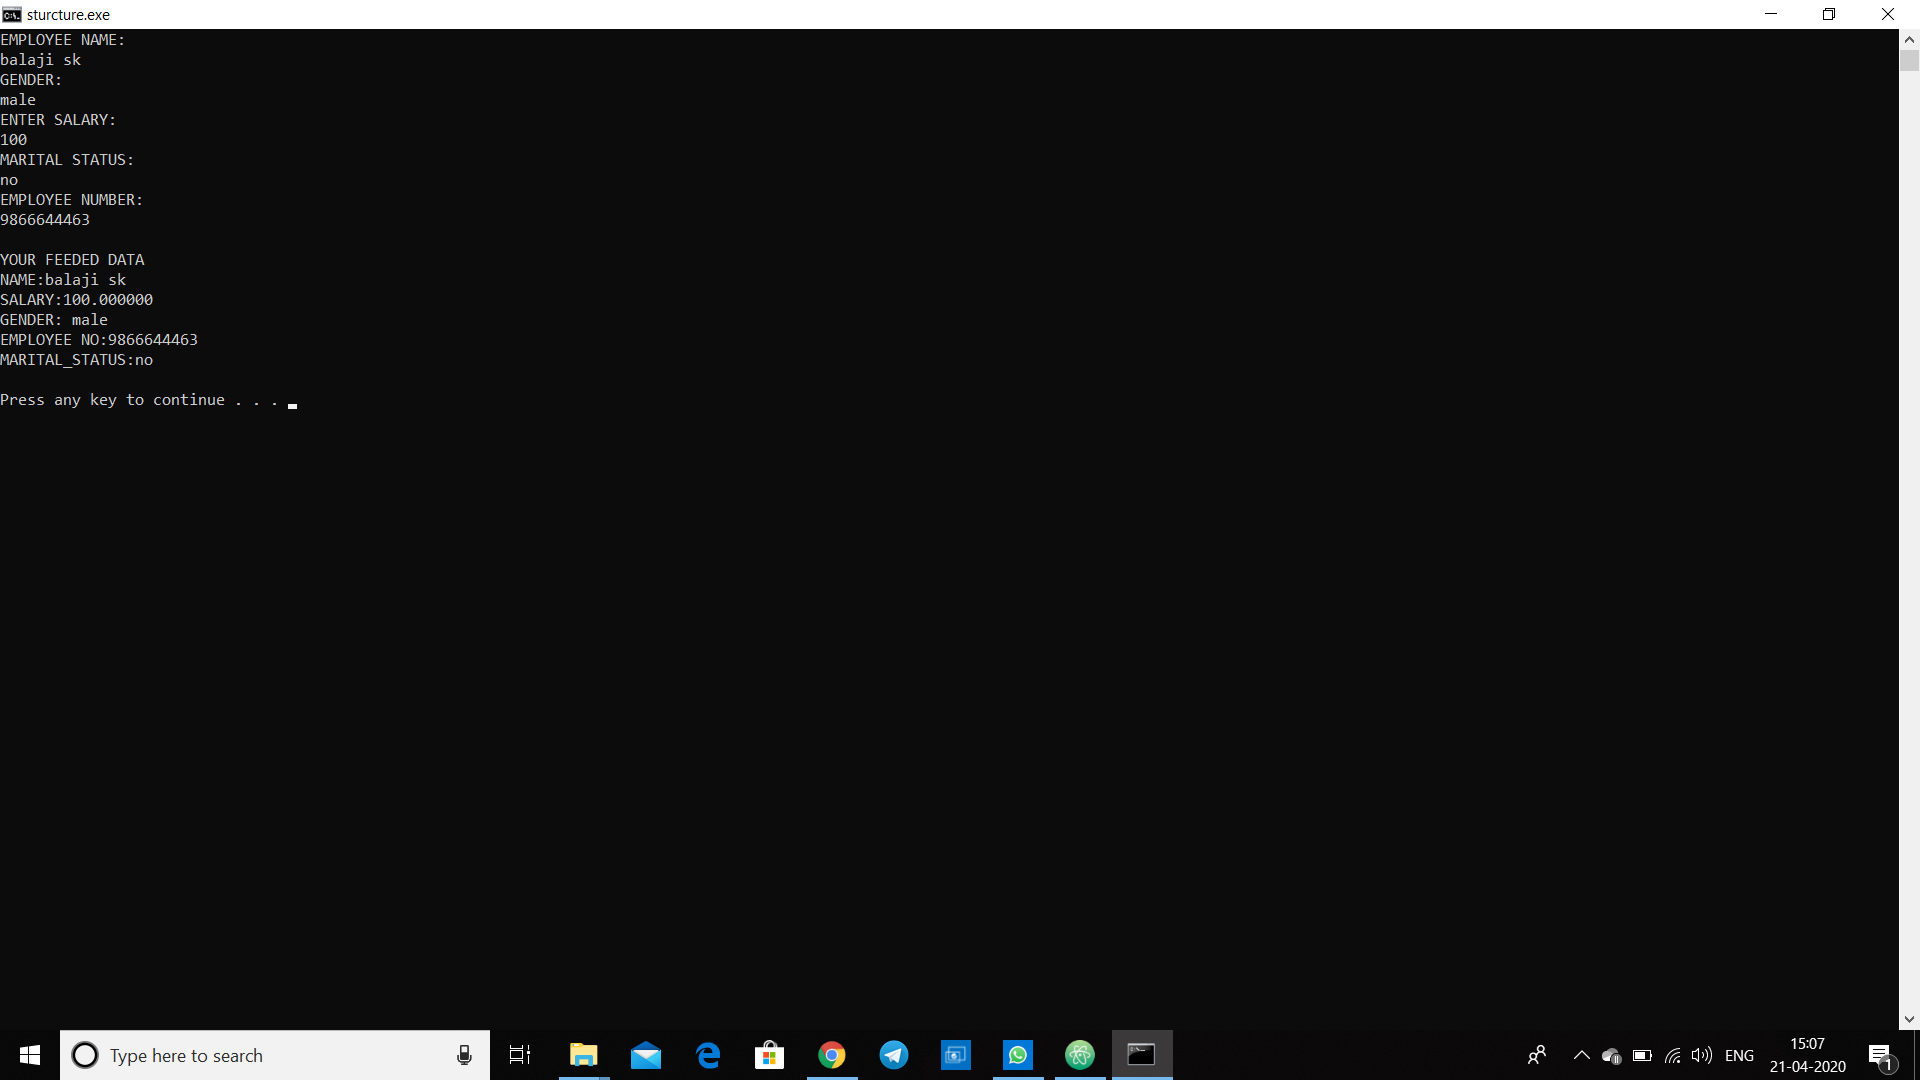 sturcture.exe
EMPLOYEE NAME:
balaji sk
GENDER:
male
ENTER SALARY:
100
MARITAL STATUS:
no
EMPLOYEE NUMBER:
9866644463
YOUR FEEDED DATA
NAME:balaji sk
SALARY:100.000000
GENDER: male
EMPLOYEE NO:9866644463
MARITAL_STATUS:no
Press any key to continue . . .
Type here to search
ENG
15:07
21-04-2020
1